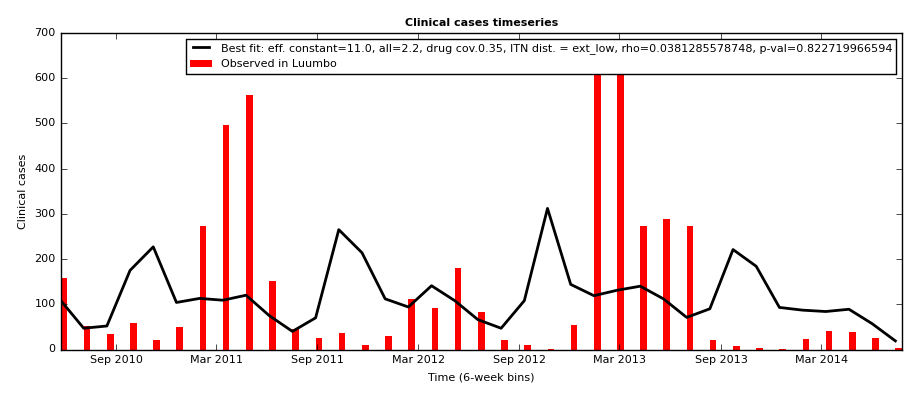 Clinical cases timeseries
700
600
500
400
300
200
100
0
Clinical cases
Best fit: eff. constant=11.0, all=2.2, drug cov.0.35, ITN dist. = ext_low, rho=0.0381285578748, p-val=0.822719966594
Observed in Luumbo
Sep 2010 Mar 2011 Sep 2011 Mar 2012 Sep 2012 Mar 2013 Sep 2013 Mar 2014
Time (6-week bins)